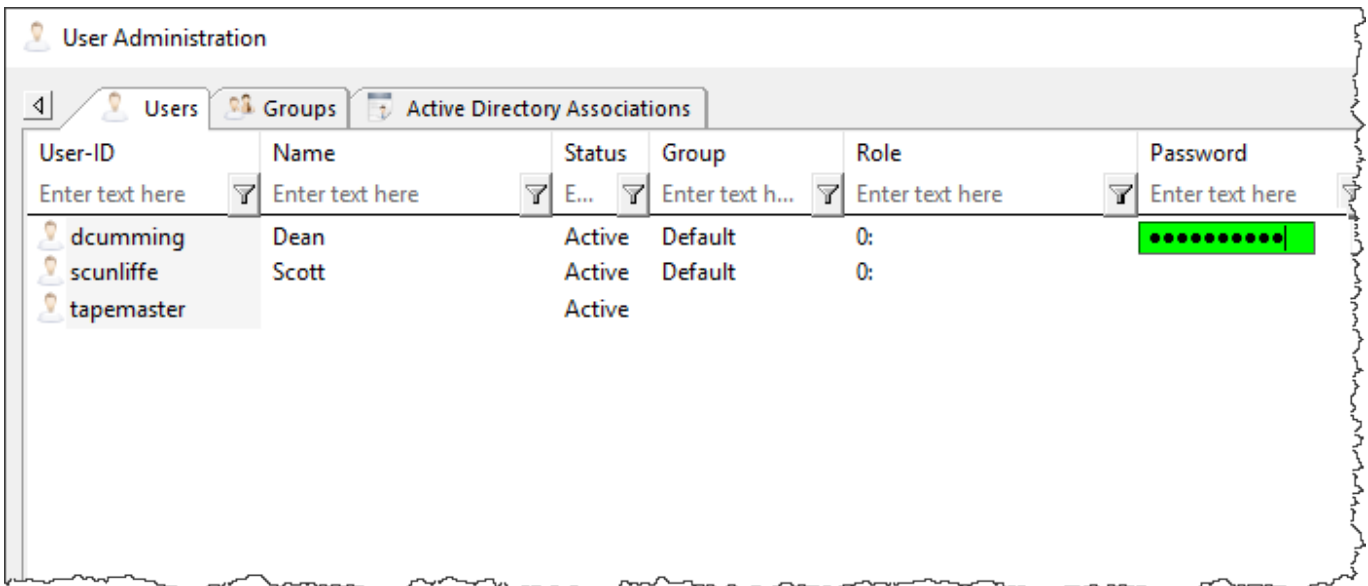 User Administration
Users Groups Active Directory Associations
User-ID Name Status Group Role Password
Enter text here Enter text here E... Enter text h... Enter text here Enter text here
dcumming Dean Active Default 0: ●●●●●●●●●●
scunliffe Scott Active Default 0:
tapemaster Active